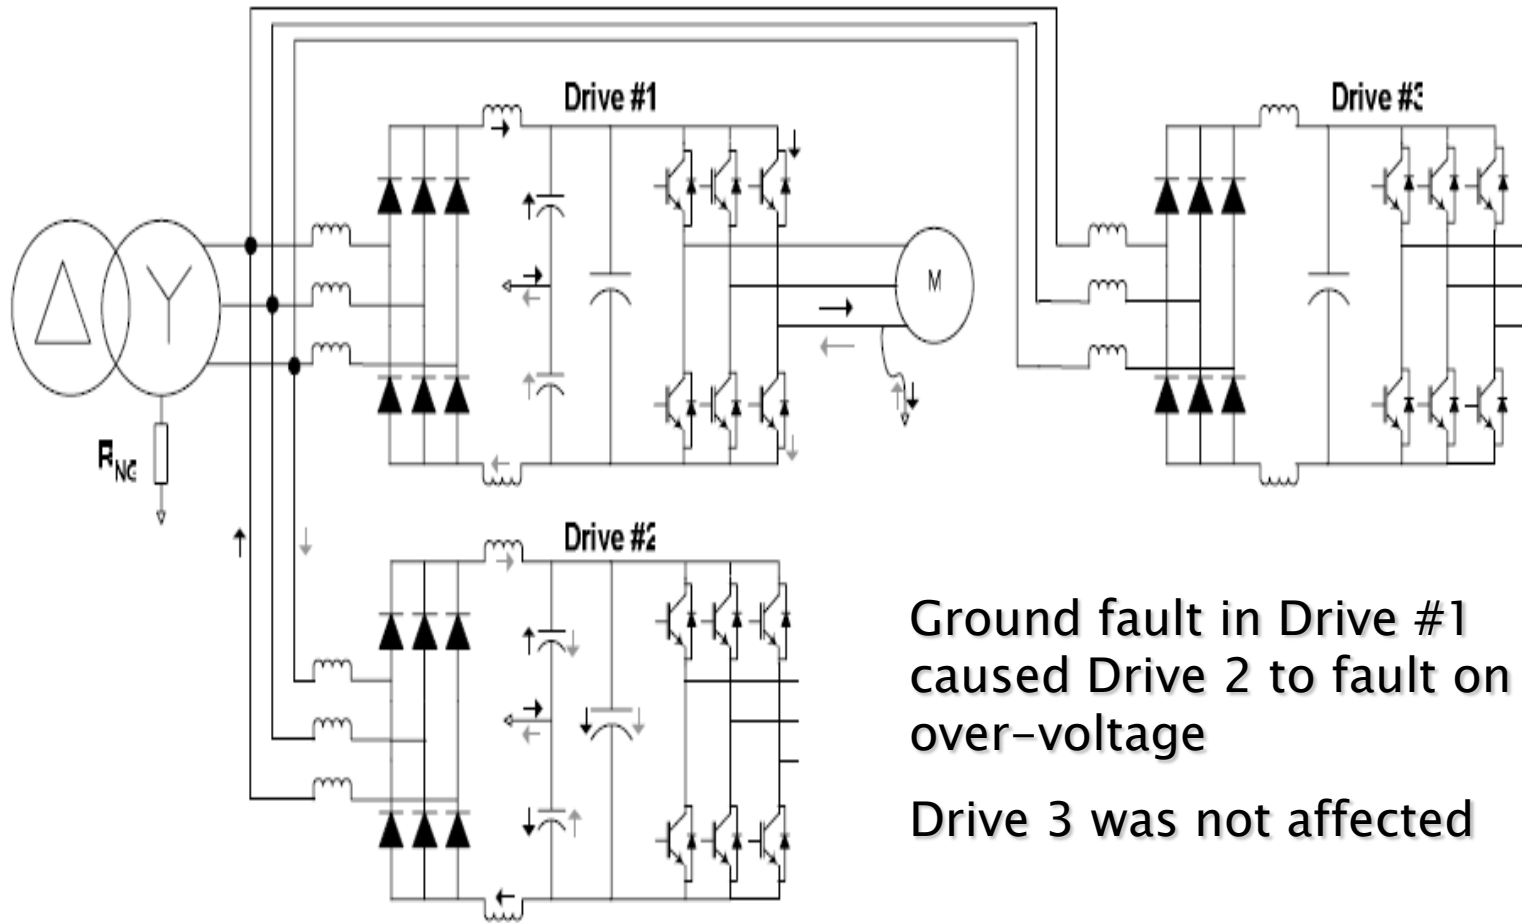 Drive #1
Drive #3
M
R_NG
Drive #2
Ground fault in Drive #1
caused Drive 2 to fault on
over-voltage
Drive 3 was not affected